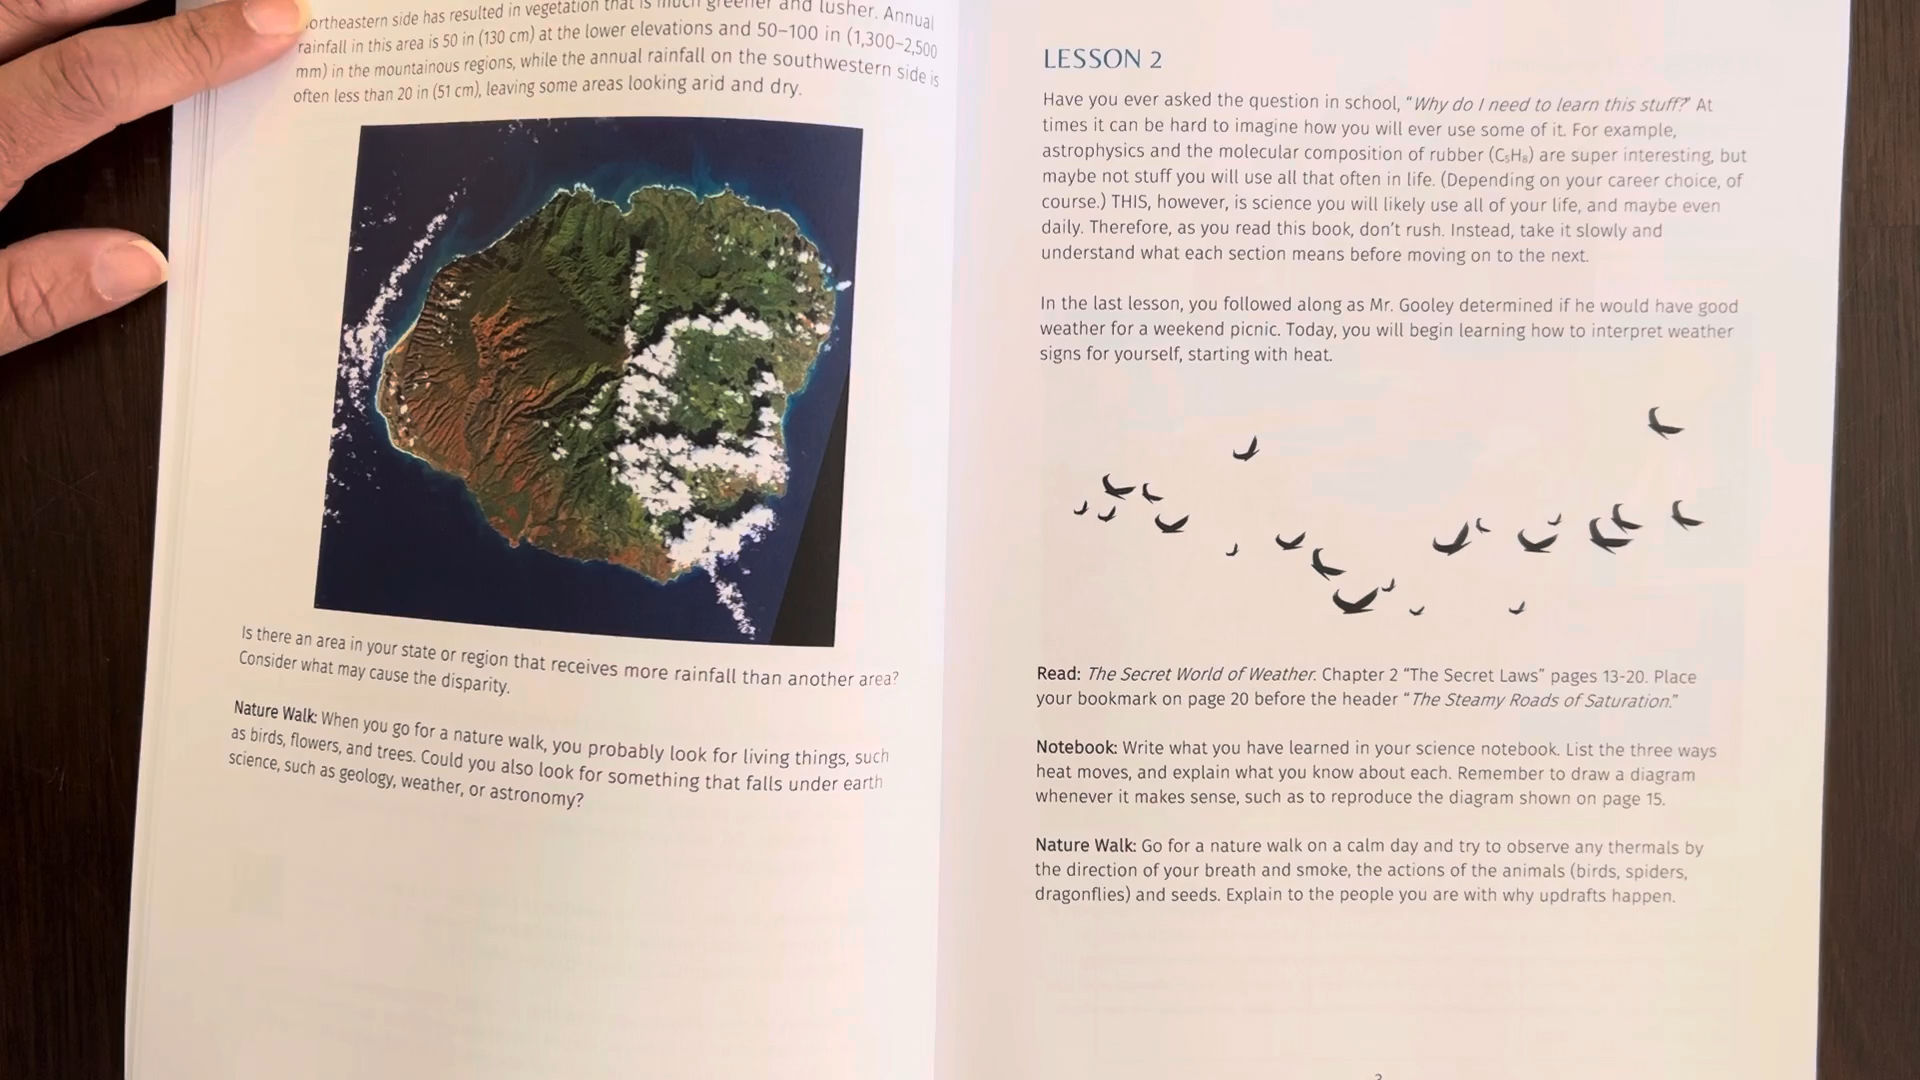 ortheastern side has resulted in vegetation that is much greener and lusher. Annual
rainfall in this area is 50 in (130 cm) at the lower elevations and 50–100 in (1,300–2,500
mm) in the mountainous regions, while the annual rainfall on the southwestern side is
often less than 20 in (51 cm), leaving some areas looking arid and dry.
Is there an area in your state or region that receives more rainfall than another area?
Consider what may cause the disparity.
Nature Walk: When you go for a nature walk, you probably look for living things, such
as birds, flowers, and trees. Could you also look for something that falls under earth
science, such as geology, weather, or astronomy?
LESSON 2
Have you ever asked the question in school, “Why do I need to learn this stuff?” At
times it can be hard to imagine how you will ever use some of it. For example,
astrophysics and the molecular composition of rubber (C₅H₈) are super interesting, but
maybe not stuff you will use all that often in life. (Depending on your career choice, of
course.) THIS, however, is science you will likely use all of your life, and maybe even
daily. Therefore, as you read this book, don’t rush. Instead, take it slowly and
understand what each section means before moving on to the next.
In the last lesson, you followed along as Mr. Gooley determined if he would have good
weather for a weekend picnic. Today, you will begin learning how to interpret weather
signs for yourself, starting with heat.
Read: The Secret World of Weather. Chapter 2 “The Secret Laws” pages 13-20. Place
your bookmark on page 20 before the header “The Steamy Roads of Saturation.”
Notebook: Write what you have learned in your science notebook. List the three ways
heat moves, and explain what you know about each. Remember to draw a diagram
whenever it makes sense, such as to reproduce the diagram shown on page 15.
Nature Walk: Go for a nature walk on a calm day and try to observe any thermals by
the direction of your breath and smoke, the actions of the animals (birds, spiders,
dragonflies) and seeds. Explain to the people you are with why updrafts happen.